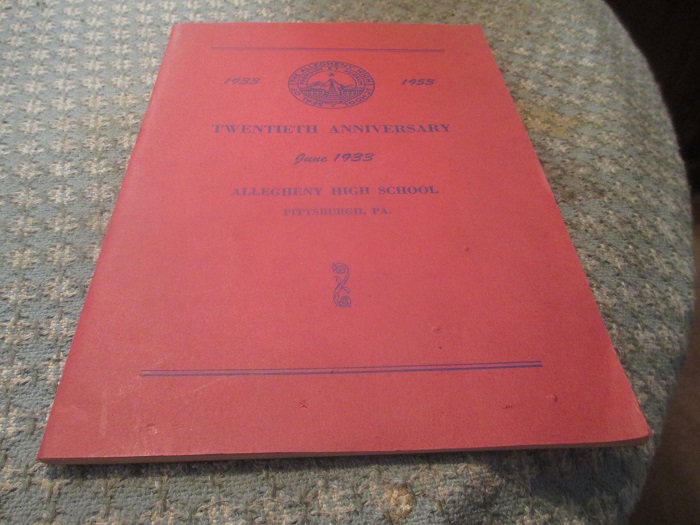 1933 1953
TWENTIETH ANNIVERSARY
June 1933
ALLEGHENY HIGH SCHOOL
PITTSBURGH, PA.